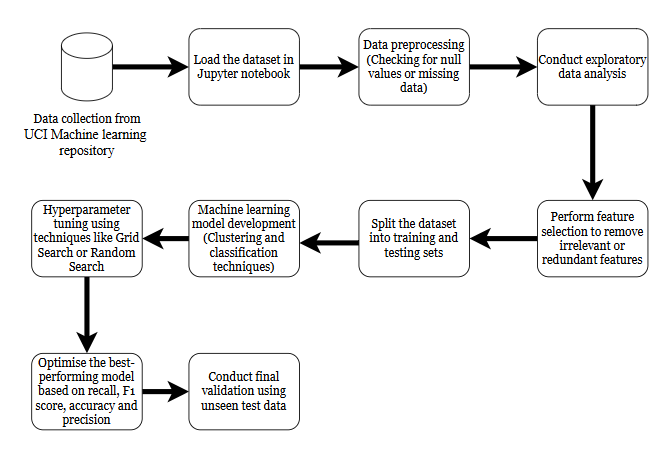 Load the dataset in
Jupyter notebook
Data preprocessing
(Checking for null
values or missing
data)
Conduct exploratory
data analysis
Data collection from
UCI Machine learning
repository
Hyperparameter
tuning using
techniques like Grid
Search or Random
Search
Machine learning
model development
(Clustering and
classification
techniques)
Split the dataset
into training and
testing sets
Perform feature
selection to remove
irrelevant or
redundant features
Optimise the best-
performing model
based on recall, F1
score, accuracy and
precision
Conduct final
validation using
unseen test data